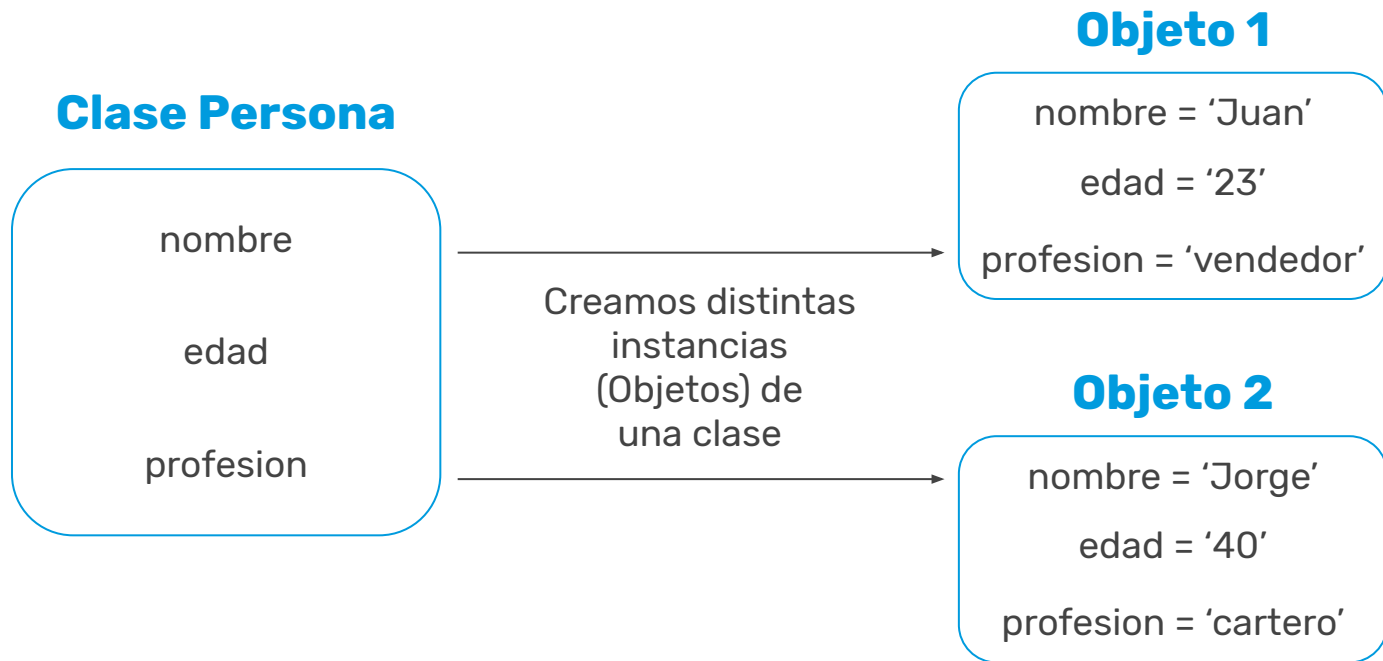 Clase Persona
nombre
edad
profesion
Creamos distintas
instancias
(Objetos) de
una clase
Objeto 1
nombre = ‘Juan’
edad = ‘23’
profesion = ‘vendedor’
Objeto 2
nombre = ‘Jorge’
edad = ‘40’
profesion = ‘cartero’